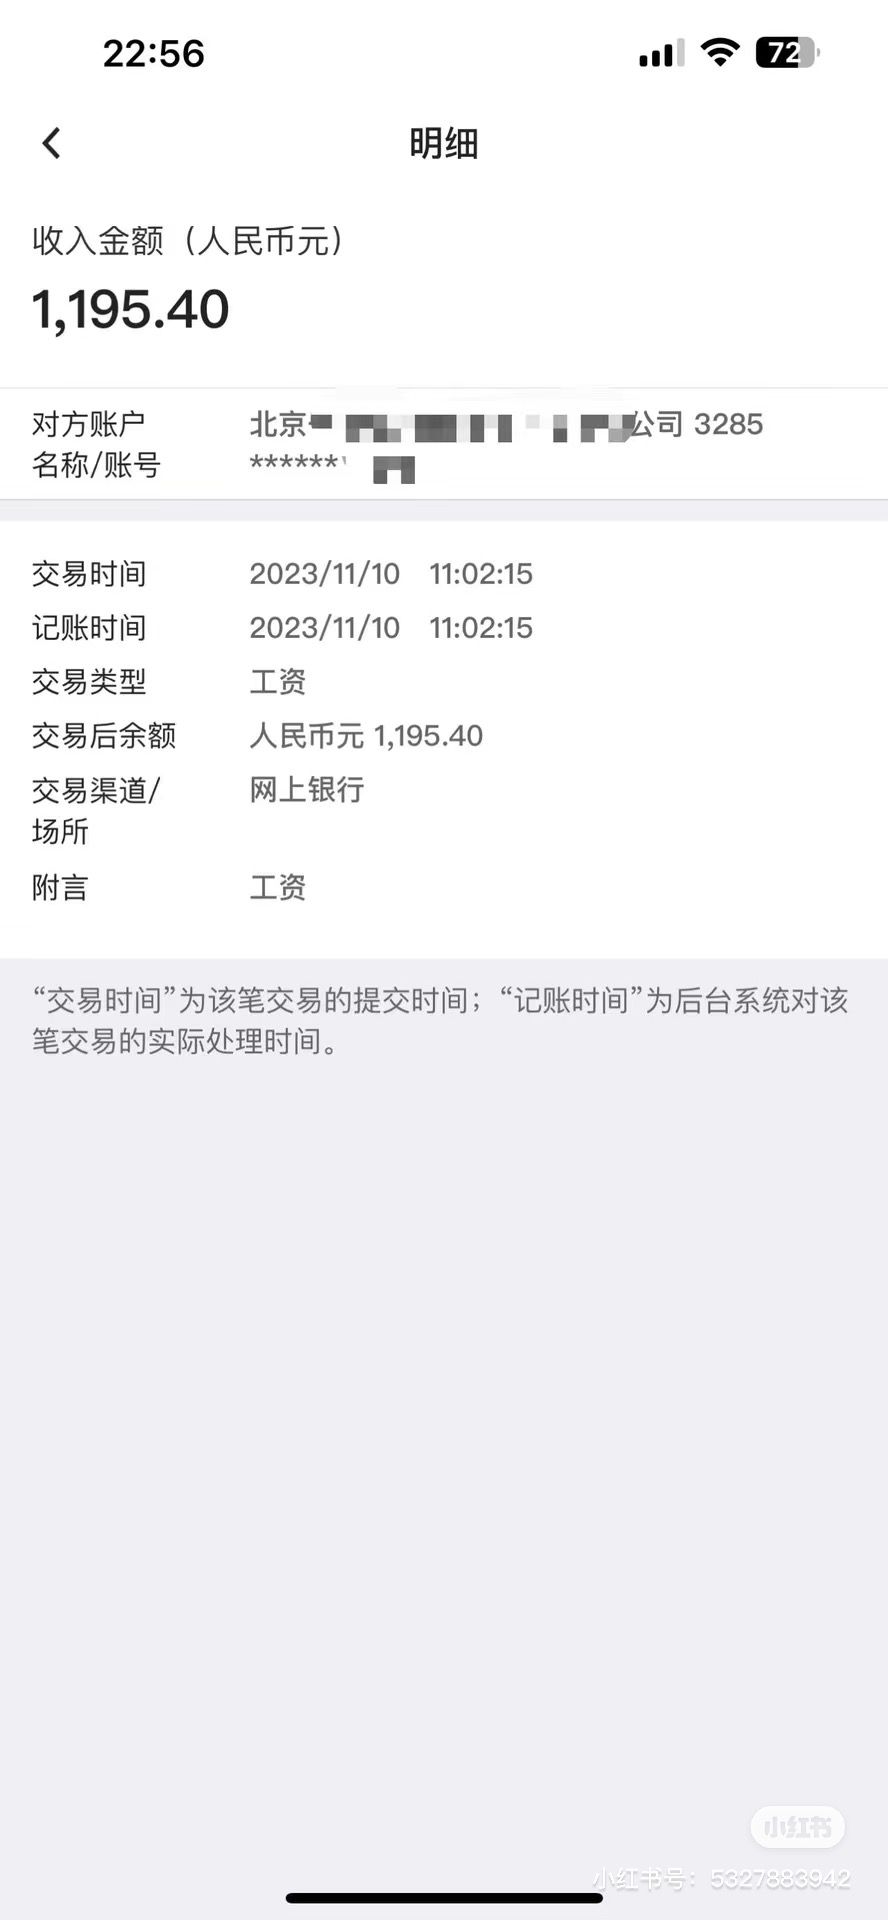 22:56
72
明细
收入金额（人民币元）
1,195.40
对方账户 北京 公司 3285
名称/账号 ******
交易时间 2023/11/10 11:02:15
记账时间 2023/11/10 11:02:15
交易类型 工资
交易后余额 人民币元 1,195.40
交易渠道/ 网上银行
场所
附言 工资
“交易时间”为该笔交易的提交时间；“记账时间”为后台系统对该
笔交易的实际处理时间。
小红书
小红书号：5327883942